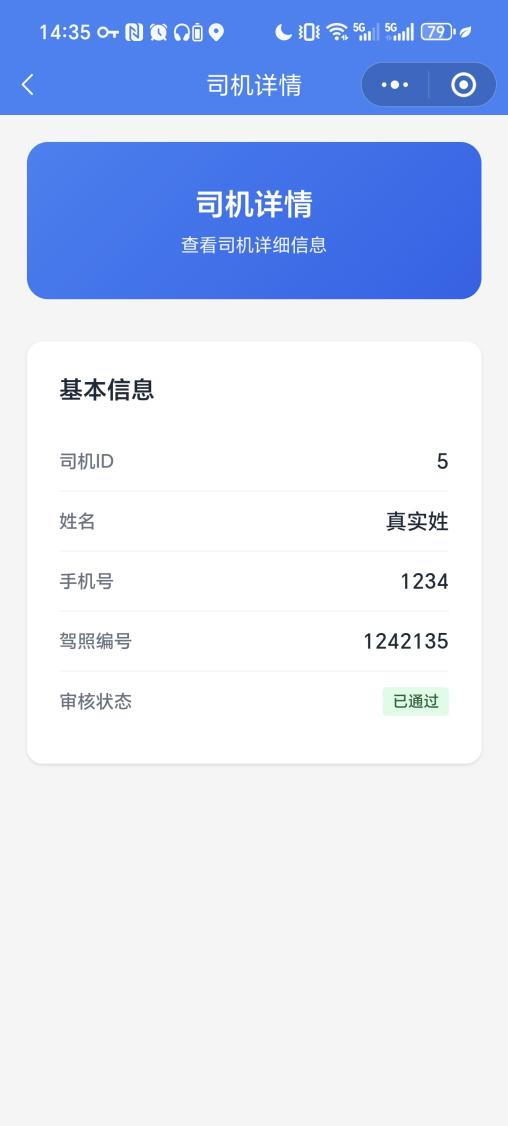 14:35 5G 5G 79
司机详情
司机详情
查看司机详细信息
基本信息
司机ID 5
姓名 真实姓
手机号 1234
驾照编号 1242135
审核状态 已通过